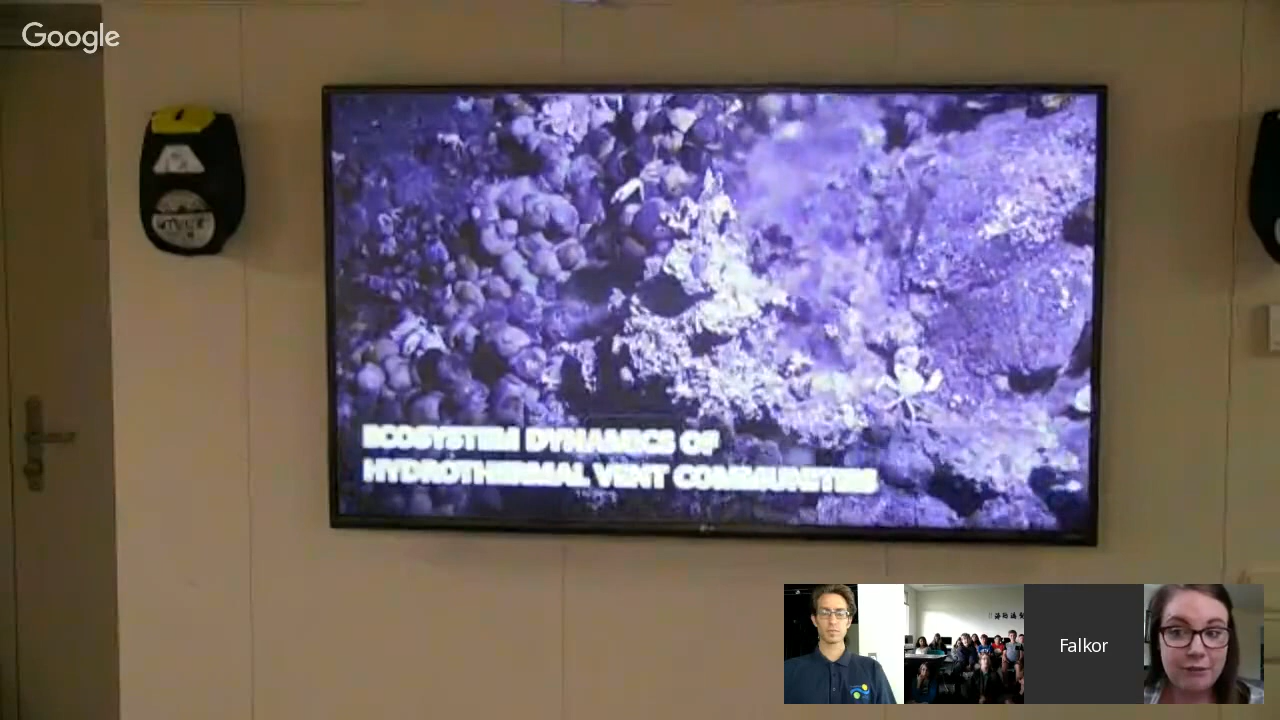 Google
ECOSYSTEM DYNAMICS OF
HYDROTHERMAL VENT COMMUNITIES
Falkor